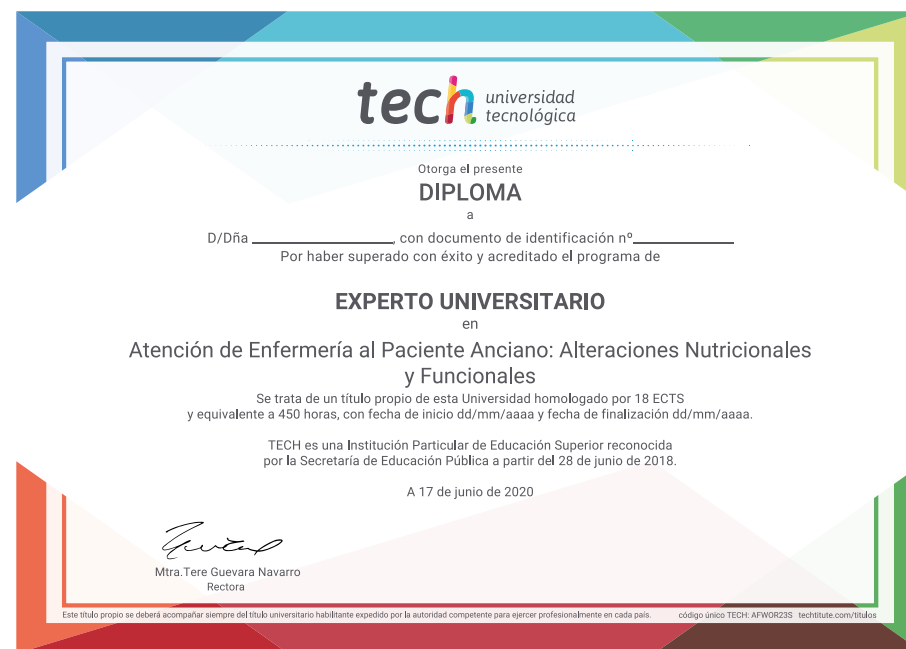 tech universidad
tecnológica
Otorga el presente
DIPLOMA
a
D/Dña ____________________, con documento de identificación nº______________
Por haber superado con éxito y acreditado el programa de
EXPERTO UNIVERSITARIO
en
Atención de Enfermería al Paciente Anciano: Alteraciones Nutricionales
y Funcionales
Se trata de un título propio de esta Universidad homologado por 18 ECTS
y equivalente a 450 horas, con fecha de inicio dd/mm/aaaa y fecha de finalización dd/mm/aaaa.
TECH es una Institución Particular de Educación Superior reconocida
por la Secretaría de Educación Pública a partir del 28 de junio de 2018.
A 17 de junio de 2020
Mtra.Tere Guevara Navarro
Rectora
Este título propio se deberá acompañar siempre del título universitario habilitante expedido por la autoridad competente para ejercer profesionalmente en cada país. código único TECH: AFWOR23S techtitute.com/titulos